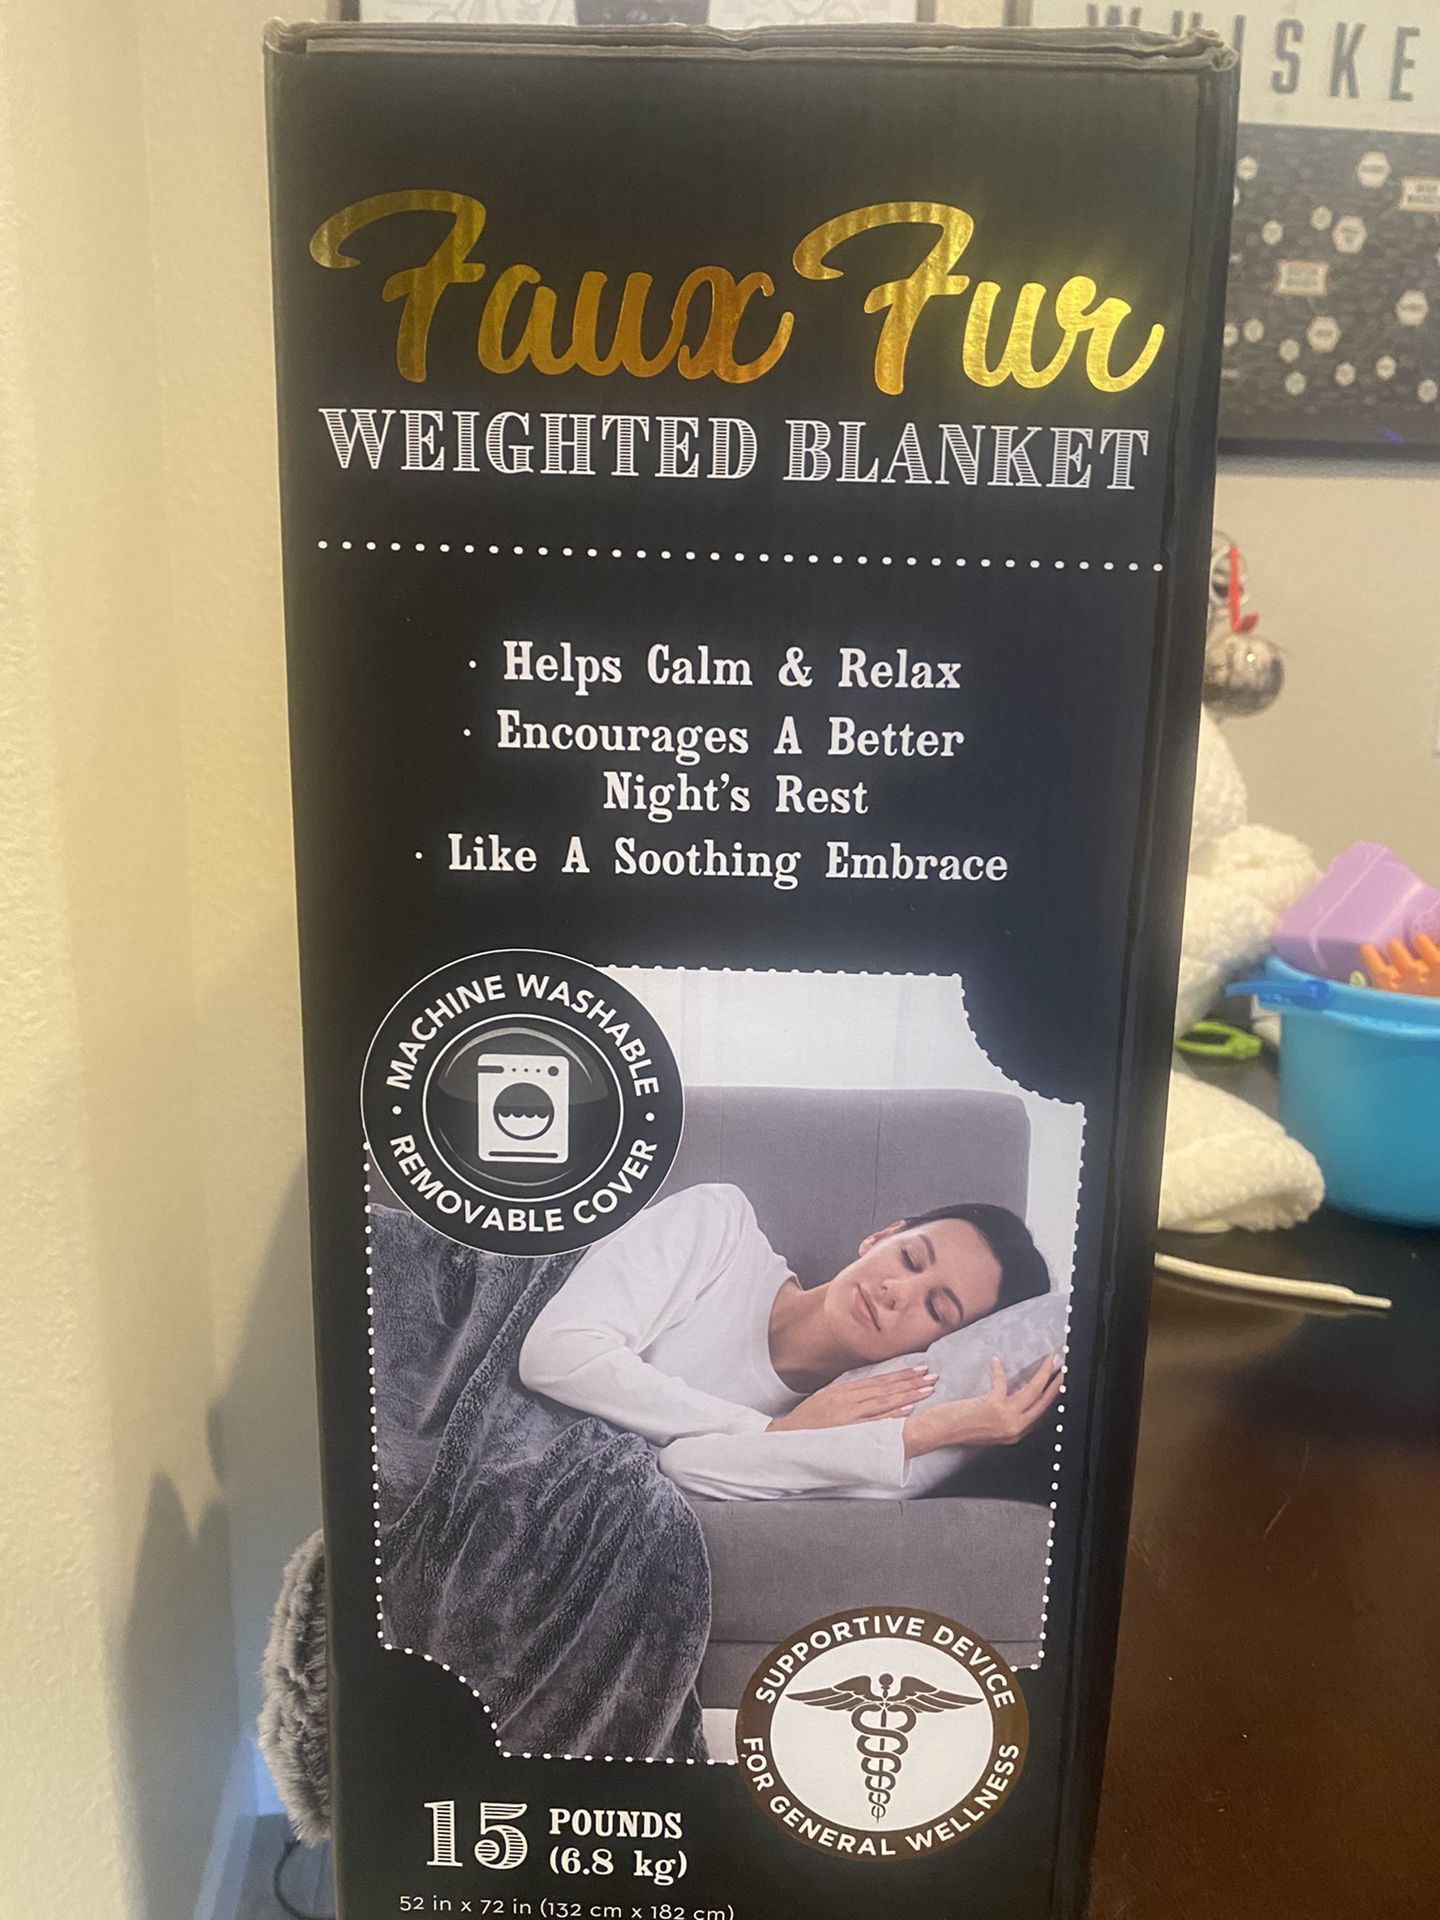 WHISKE
Faux Fur
WEIGHTED BLANKET
· Helps Calm & Relax
· Encourages A Better
Night's Rest
· Like A Soothing Embrace
· MACHINE WASHABLE ·
REMOVABLE COVER
SUPPORTIVE DEVICE
FOR GENERAL WELLNESS
15 POUNDS
(6.8 kg)
52 in x 72 in (132 cm x 182 cm)